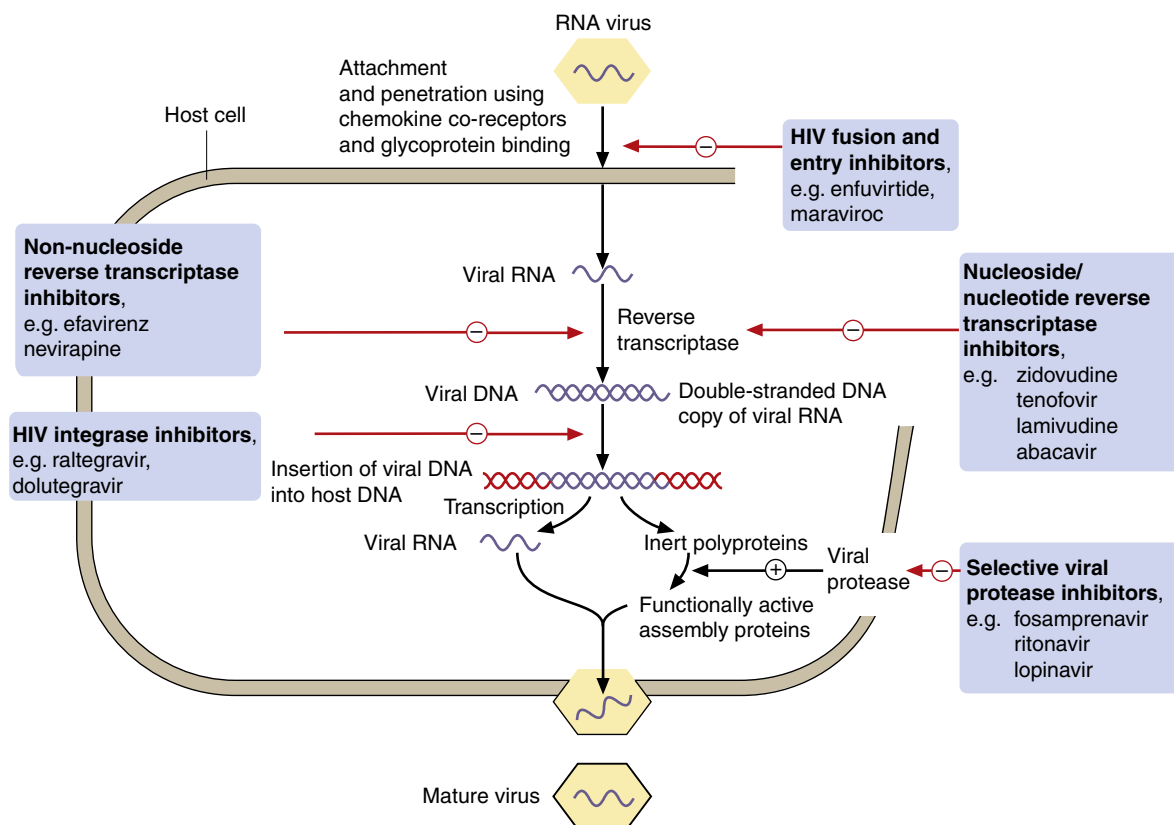 RNA virus
Attachment
and penetration using
chemokine co-receptors
and glycoprotein binding
Host cell
HIV fusion and
entry inhibitors,
e.g. enfuvirtide,
maraviroc
Non-nucleoside
reverse transcriptase
inhibitors,
e.g. efavirenz
nevirapine
Viral RNA
Reverse
transcriptase
Nucleoside/
nucleotide reverse
transcriptase
inhibitors,
e.g. zidovudine
tenofovir
lamivudine
abacavir
Viral DNA
Double-stranded DNA
copy of viral RNA
HIV integrase inhibitors,
e.g. raltegravir,
dolutegravir
Insertion of viral DNA
into host DNA
Transcription
Viral RNA
Inert polyproteins
Viral
protease
Functionally active
assembly proteins
Selective viral
protease inhibitors,
e.g. fosamprenavir
ritonavir
lopinavir
Mature virus